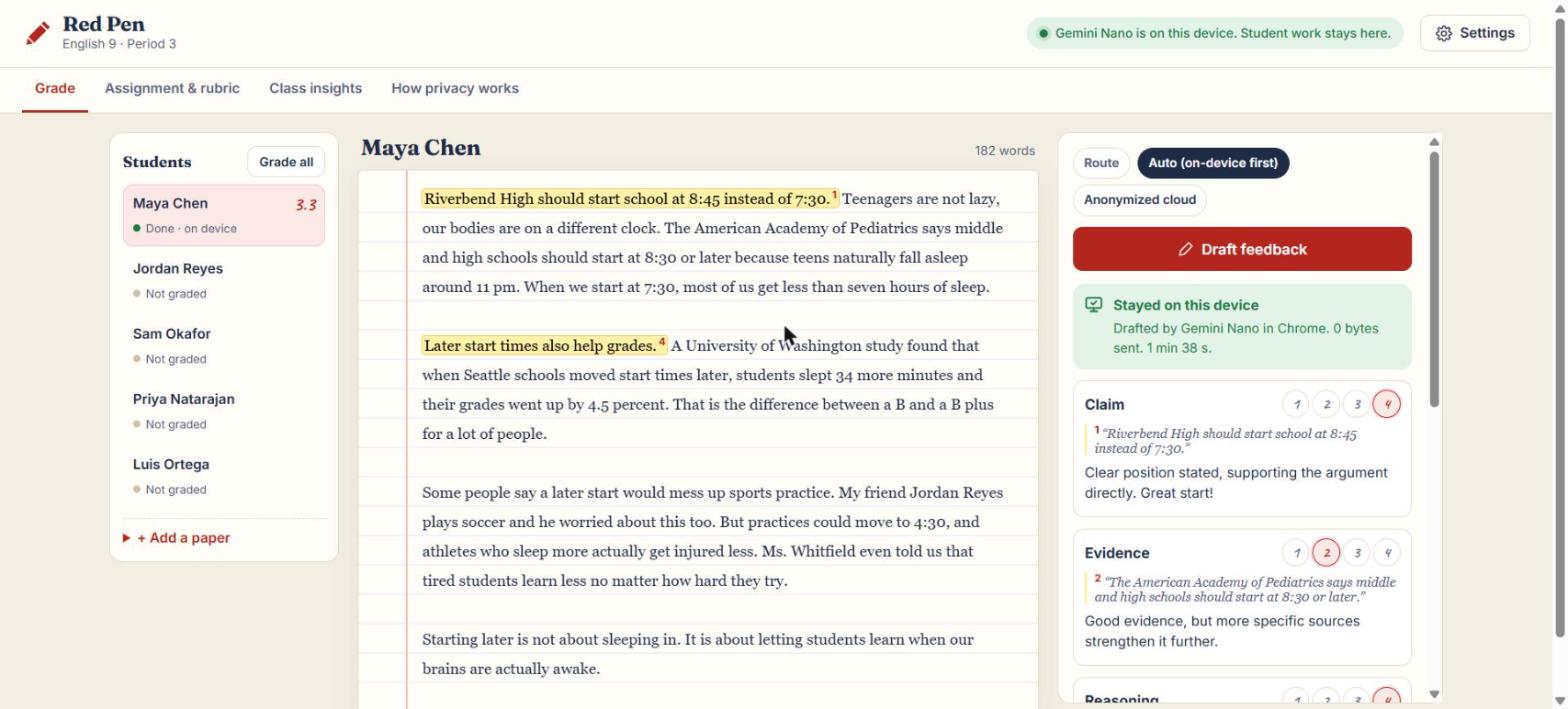 Red Pen
English 9 · Period 3
Gemini Nano is on this device. Student work stays here.
Settings
Grade
Assignment & rubric
Class insights
How privacy works
Students
Grade all
Maya Chen
3.3
Done · on device
Jordan Reyes
Not graded
Sam Okafor
Not graded
Priya Natarajan
Not graded
Luis Ortega
Not graded
+ Add a paper
Maya Chen
182 words
Riverbend High should start school at 8:45 instead of 7:30.1 Teenagers are not lazy,
our bodies are on a different clock. The American Academy of Pediatrics says middle
and high schools should start at 8:30 or later because teens naturally fall asleep
around 11 pm. When we start at 7:30, most of us get less than seven hours of sleep.
Later start times also help grades.4 A University of Washington study found that
when Seattle schools moved start times later, students slept 34 more minutes and
their grades went up by 4.5 percent. That is the difference between a B and a B plus
for a lot of people.
Some people say a later start would mess up sports practice. My friend Jordan Reyes
plays soccer and he worried about this too. But practices could move to 4:30, and
athletes who sleep more actually get injured less. Ms. Whitfield even told us that
tired students learn less no matter how hard they try.
Starting later is not about sleeping in. It is about letting students learn when our
brains are actually awake.
Route
Auto (on-device first)
Anonymized cloud
Draft feedback
Stayed on this device
Drafted by Gemini Nano in Chrome. 0 bytes
sent. 1 min 38 s.
Claim
1 2 3 4
1 "Riverbend High should start school at 8:45
instead of 7:30."
Clear position stated, supporting the argument
directly. Great start!
Evidence
1 2 3 4
2 "The American Academy of Pediatrics says middle
and high schools should start at 8:30 or later."
Good evidence, but more specific sources
strengthen it further.
Reasoning
1 2 3 4